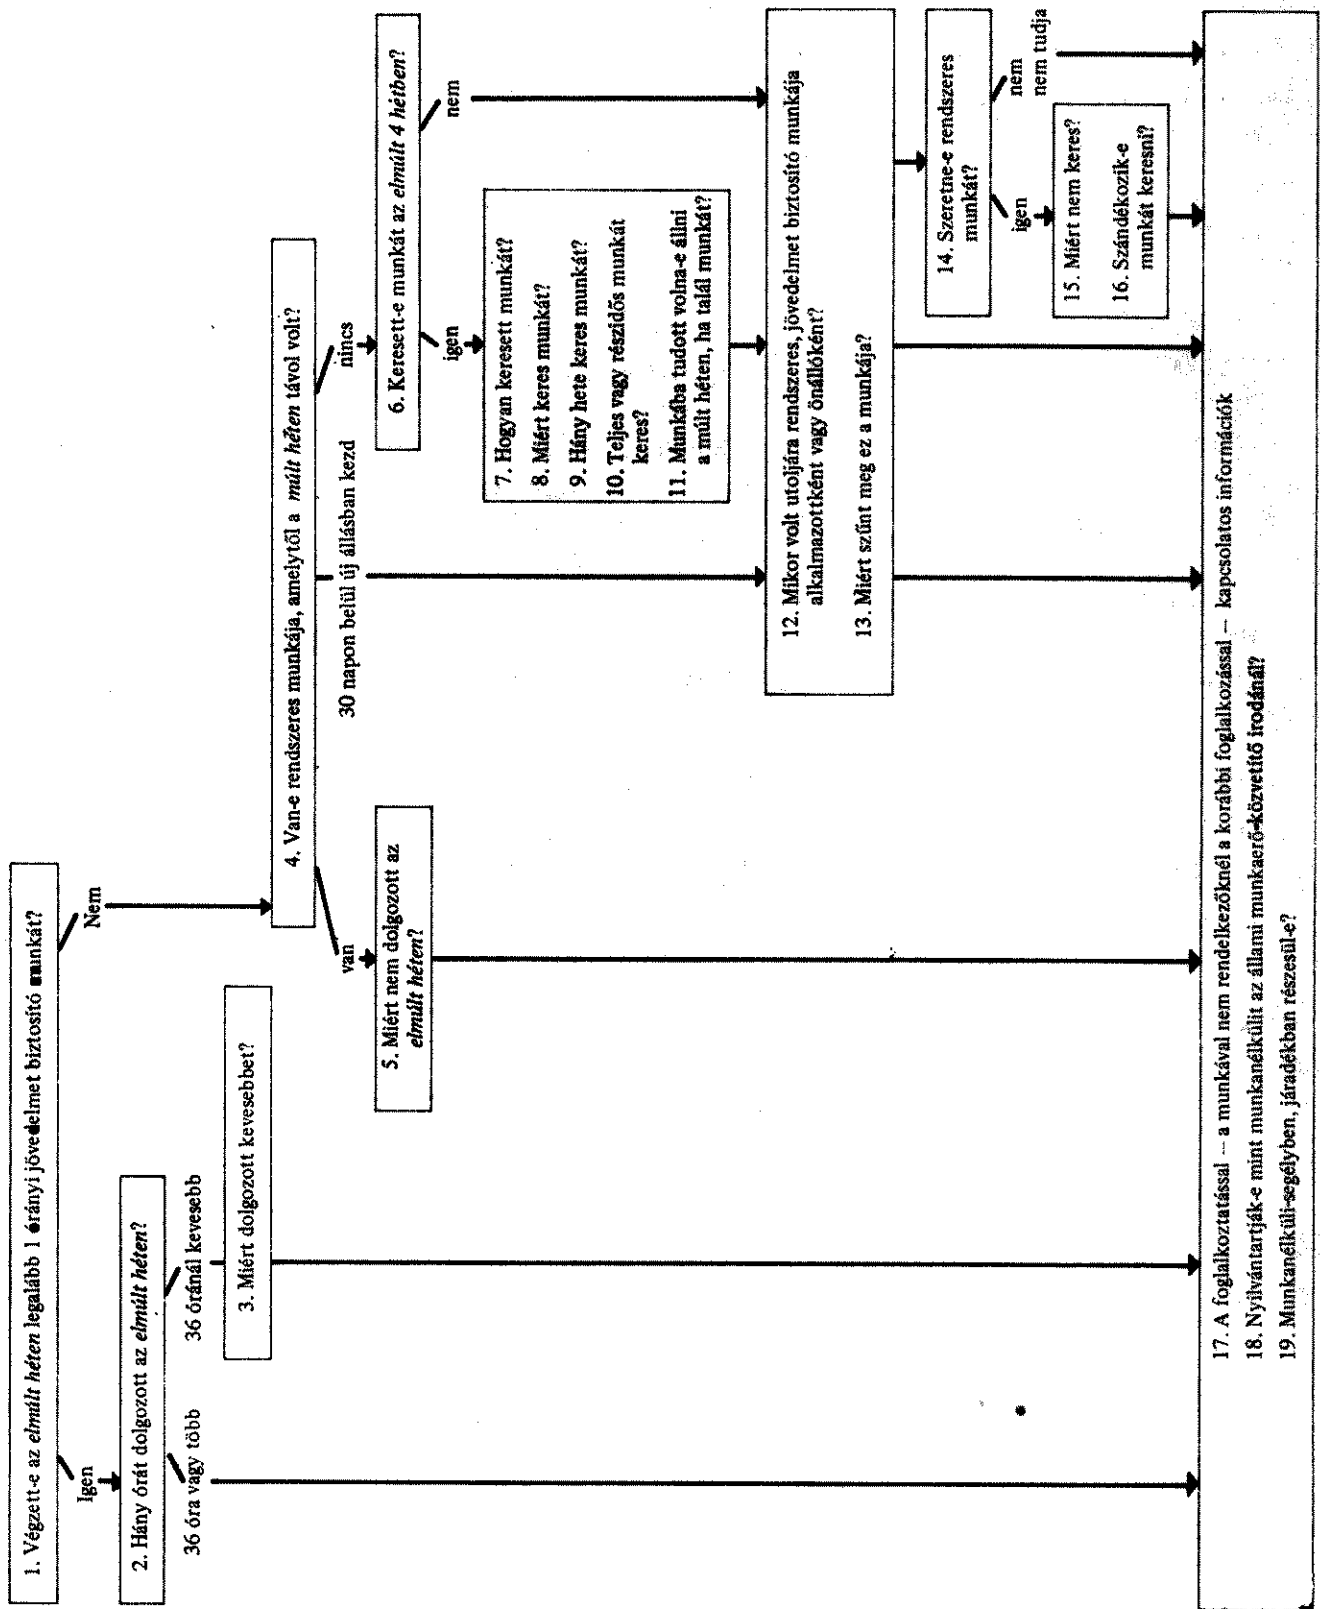 1. Végzett-e az elmúlt héten legalább 1 órányi jövedelmet biztosító munkát?
Igen
Nem
2. Hány órát dolgozott az elmúlt héten?
36 óra vagy több
36 óránál kevesebb
3. Miért dolgozott kevesebbet?
4. Van-e rendszeres munkája, amelytől a múlt héten távol volt?
van
30 napon belül új állásban kezd
nincs
5. Miért nem dolgozott az
elmúlt héten?
6. Keresett-e munkát az elmúlt 4 hétben?
igen
nem
7. Hogyan keresett munkát?
8. Miért keres munkát?
9. Hány hete keres munkát?
10. Teljes vagy részidős munkát
keres?
11. Munkába tudott volna-e állni
a múlt héten, ha talál munkát?
12. Mikor volt utoljára rendszeres, jövedelmet biztosító munkája
alkalmazottként vagy önállóként?
13. Miért szűnt meg ez a munkája?
14. Szeretne-e rendszeres
munkát?
igen
nem
nem tudja
15. Miért nem keres?
16. Szándékozik-e
munkát keresni?
17. A foglalkoztatással – a munkával nem rendelkezőknél a korábbi foglalkozással – kapcsolatos információk
18. Nyilvántartják-e mint munkanélkülit az állami munkaerő-közvetítő irodánál?
19. Munkanélküli-segélyben, járadékban részesül-e?